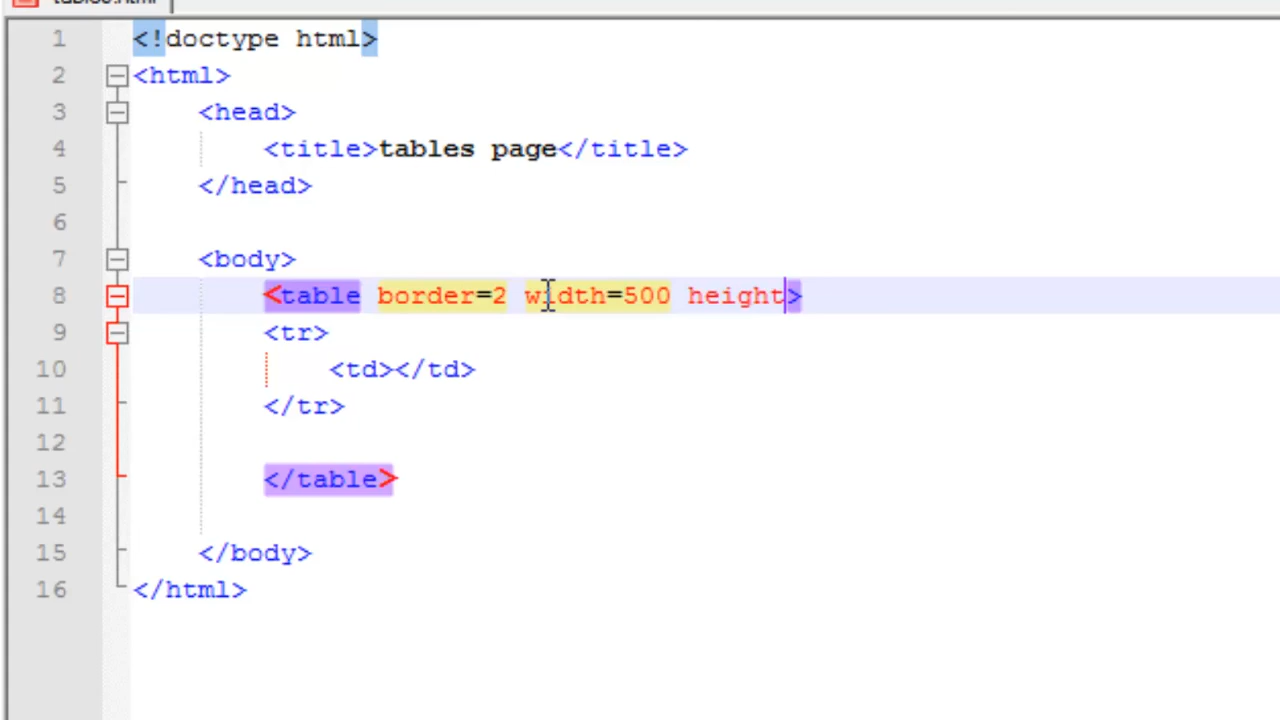 1 <!doctype html>
2 <html>
3 <head>
4 <title>tables page</title>
5 </head>
6
7 <body>
8 <table border=2 width=500 height>
9 <tr>
10 <td></td>
11 </tr>
12
13 </table>
14
15 </body>
16 </html>